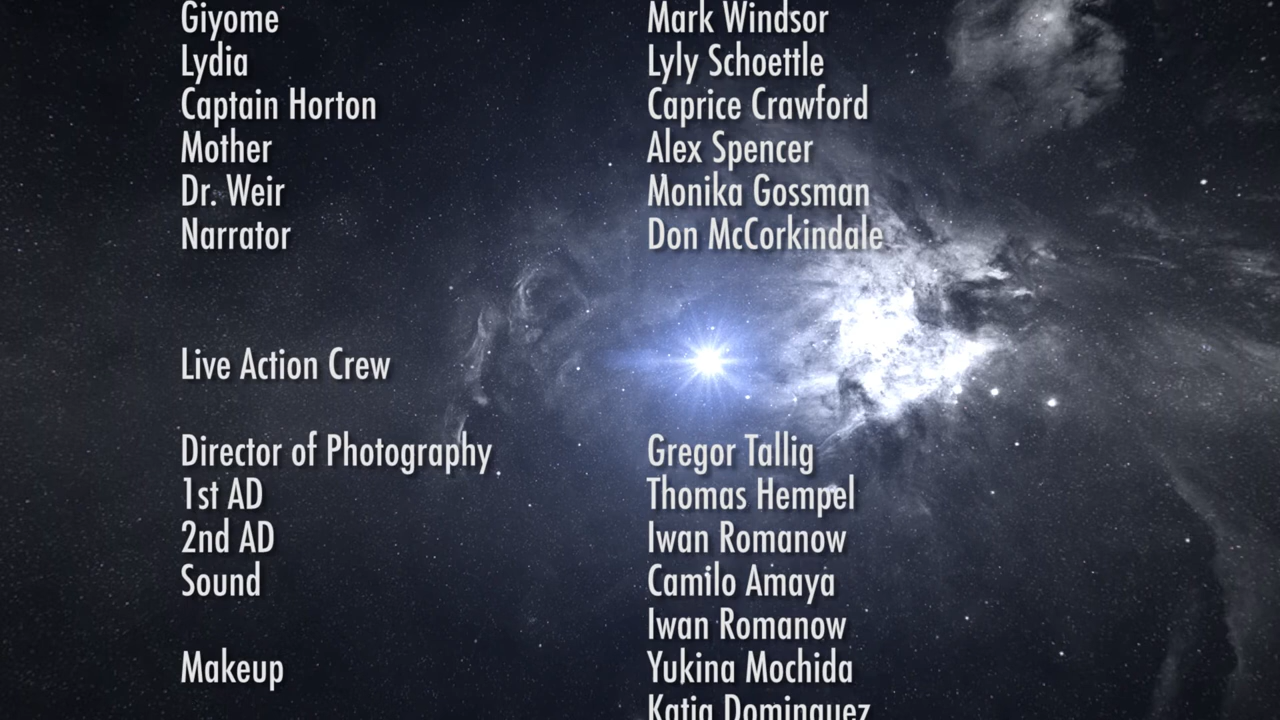 Giyome Mark Windsor
Lydia Lyly Schoettle
Captain Horton Caprice Crawford
Mother Alex Spencer
Dr. Weir Monika Gossman
Narrator Don McCorkindale
Live Action Crew
Director of Photography Gregor Tallig
1st AD Thomas Hempel
2nd AD Iwan Romanow
Sound Camilo Amaya
Iwan Romanow
Makeup Yukina Mochida
Katia Dominguez